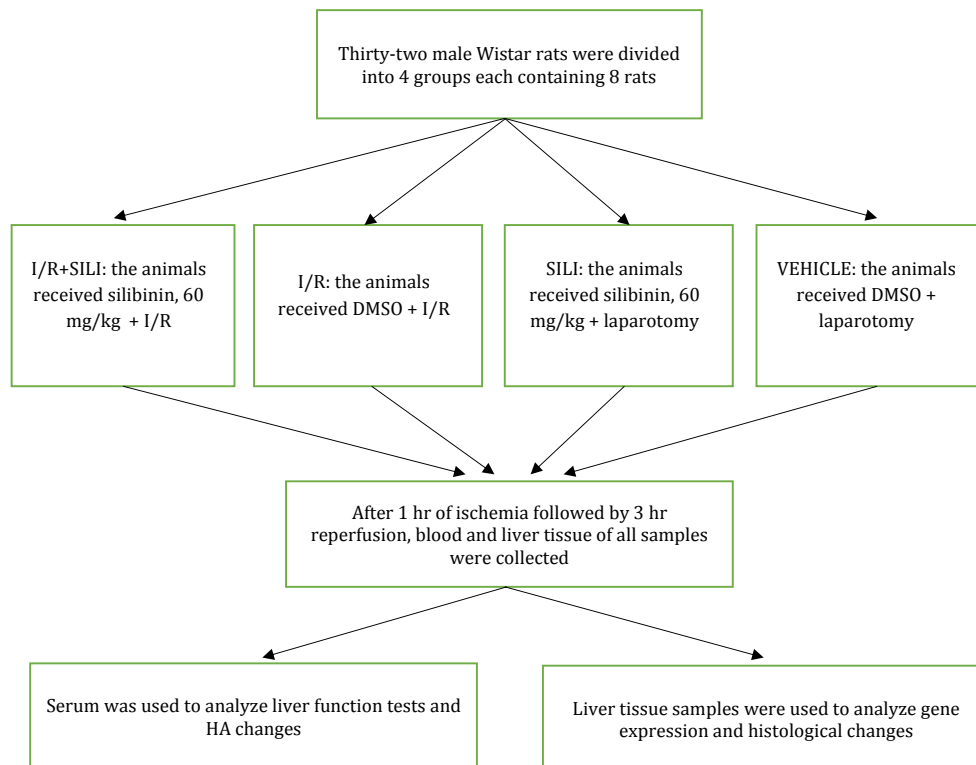 Thirty-two male Wistar rats were divided
into 4 groups each containing 8 rats
I/R+SILI: the animals
received silibinin, 60
mg/kg + I/R
I/R: the animals
received DMSO + I/R
SILI: the animals
received silibinin, 60
mg/kg + laparotomy
VEHICLE: the animals
received DMSO +
laparotomy
After 1 hr of ischemia followed by 3 hr
reperfusion, blood and liver tissue of all samples
were collected
Serum was used to analyze liver function tests and
HA changes
Liver tissue samples were used to analyze gene
expression and histological changes